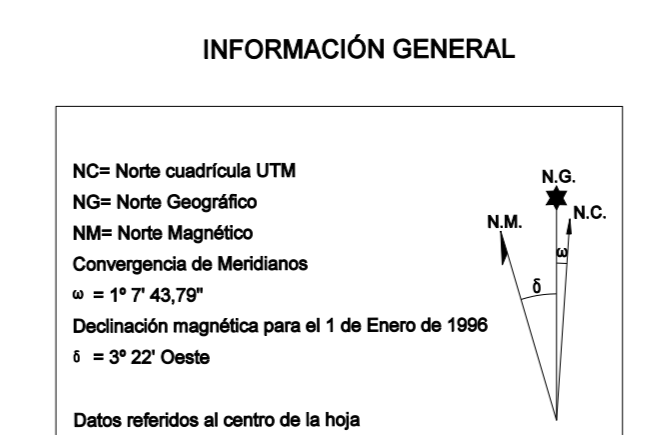 INFORMACIÓN GENERAL
NC= Norte cuadrícula UTM
NG= Norte Geográfico
NM= Norte Magnético
Convergencia de Meridianos
ω = 1º 7' 43,79"
Declinación magnética para el 1 de Enero de 1996
δ = 3º 22' Oeste
Datos referidos al centro de la hoja
N.G.
N.C.
N.M.
ω
δ